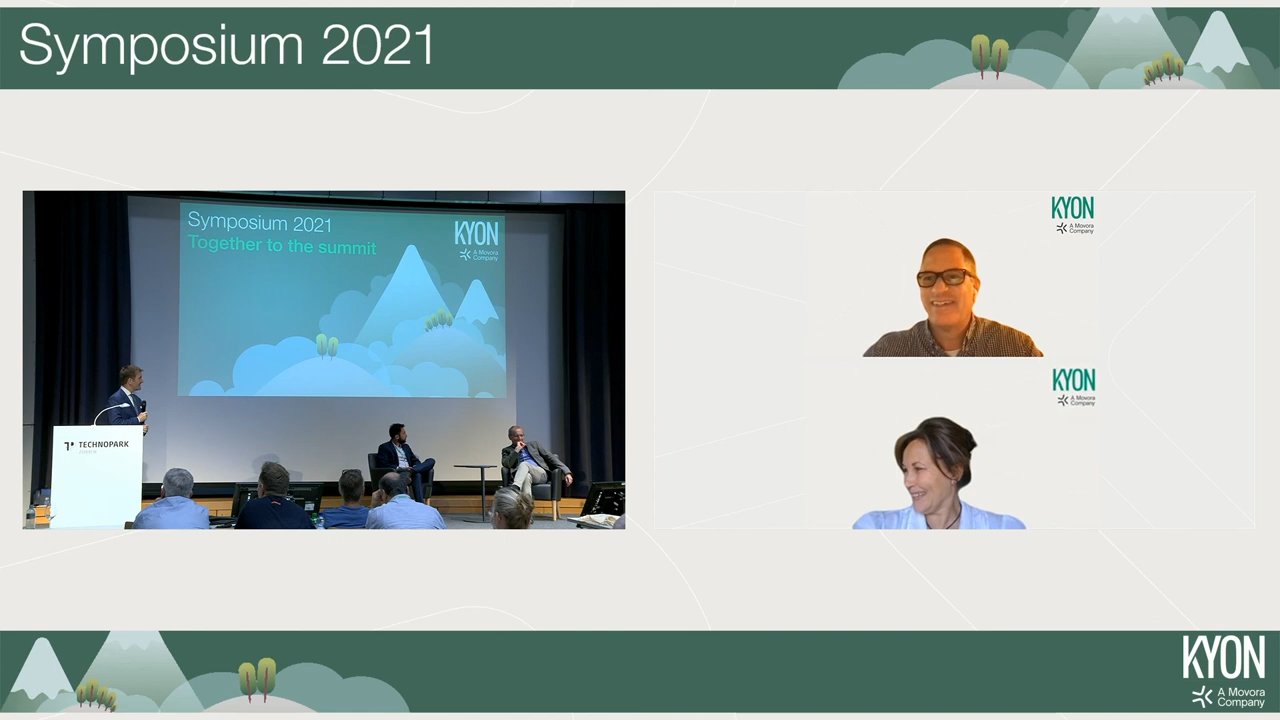 Symposium 2021
Symposium 2021
Together to the summit
KYON
A Movora
Company
TECHNOPARK
KYON
A Movora
Company
KYON
A Movora
Company
KYON
A Movora
Company